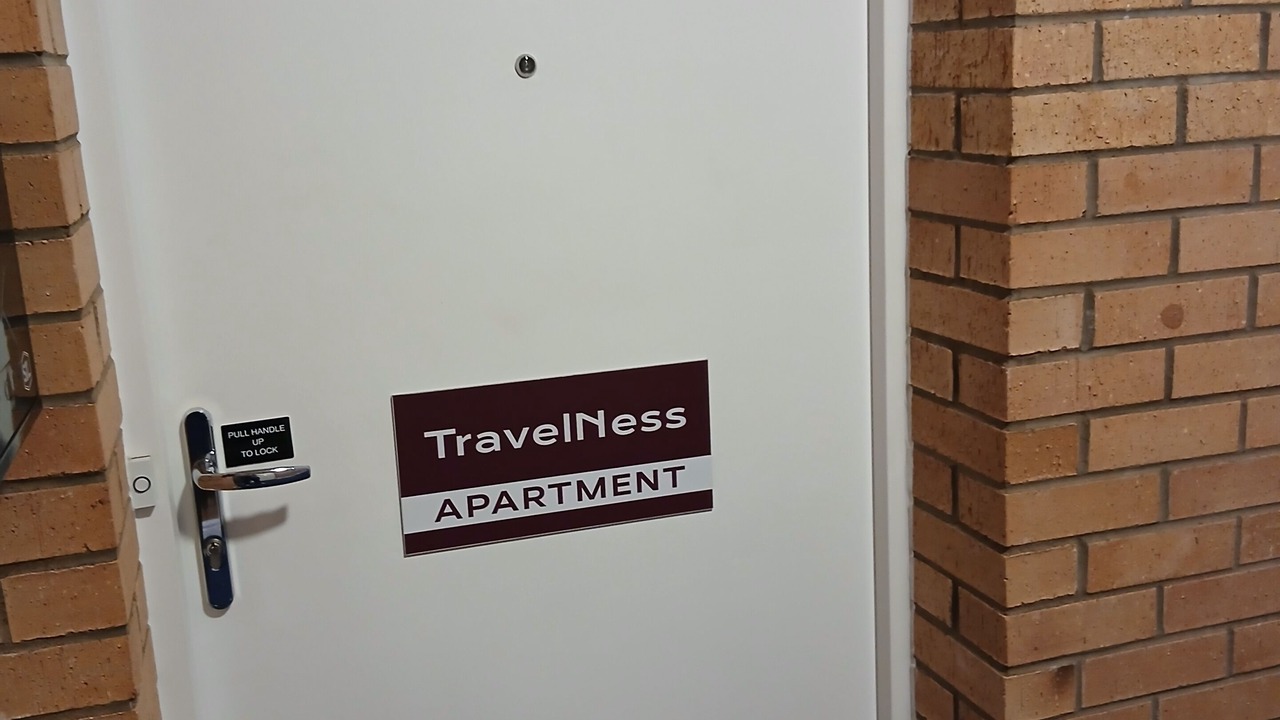 PULL HANDLE
UP
TO LOCK
TravelNess
APARTMENT